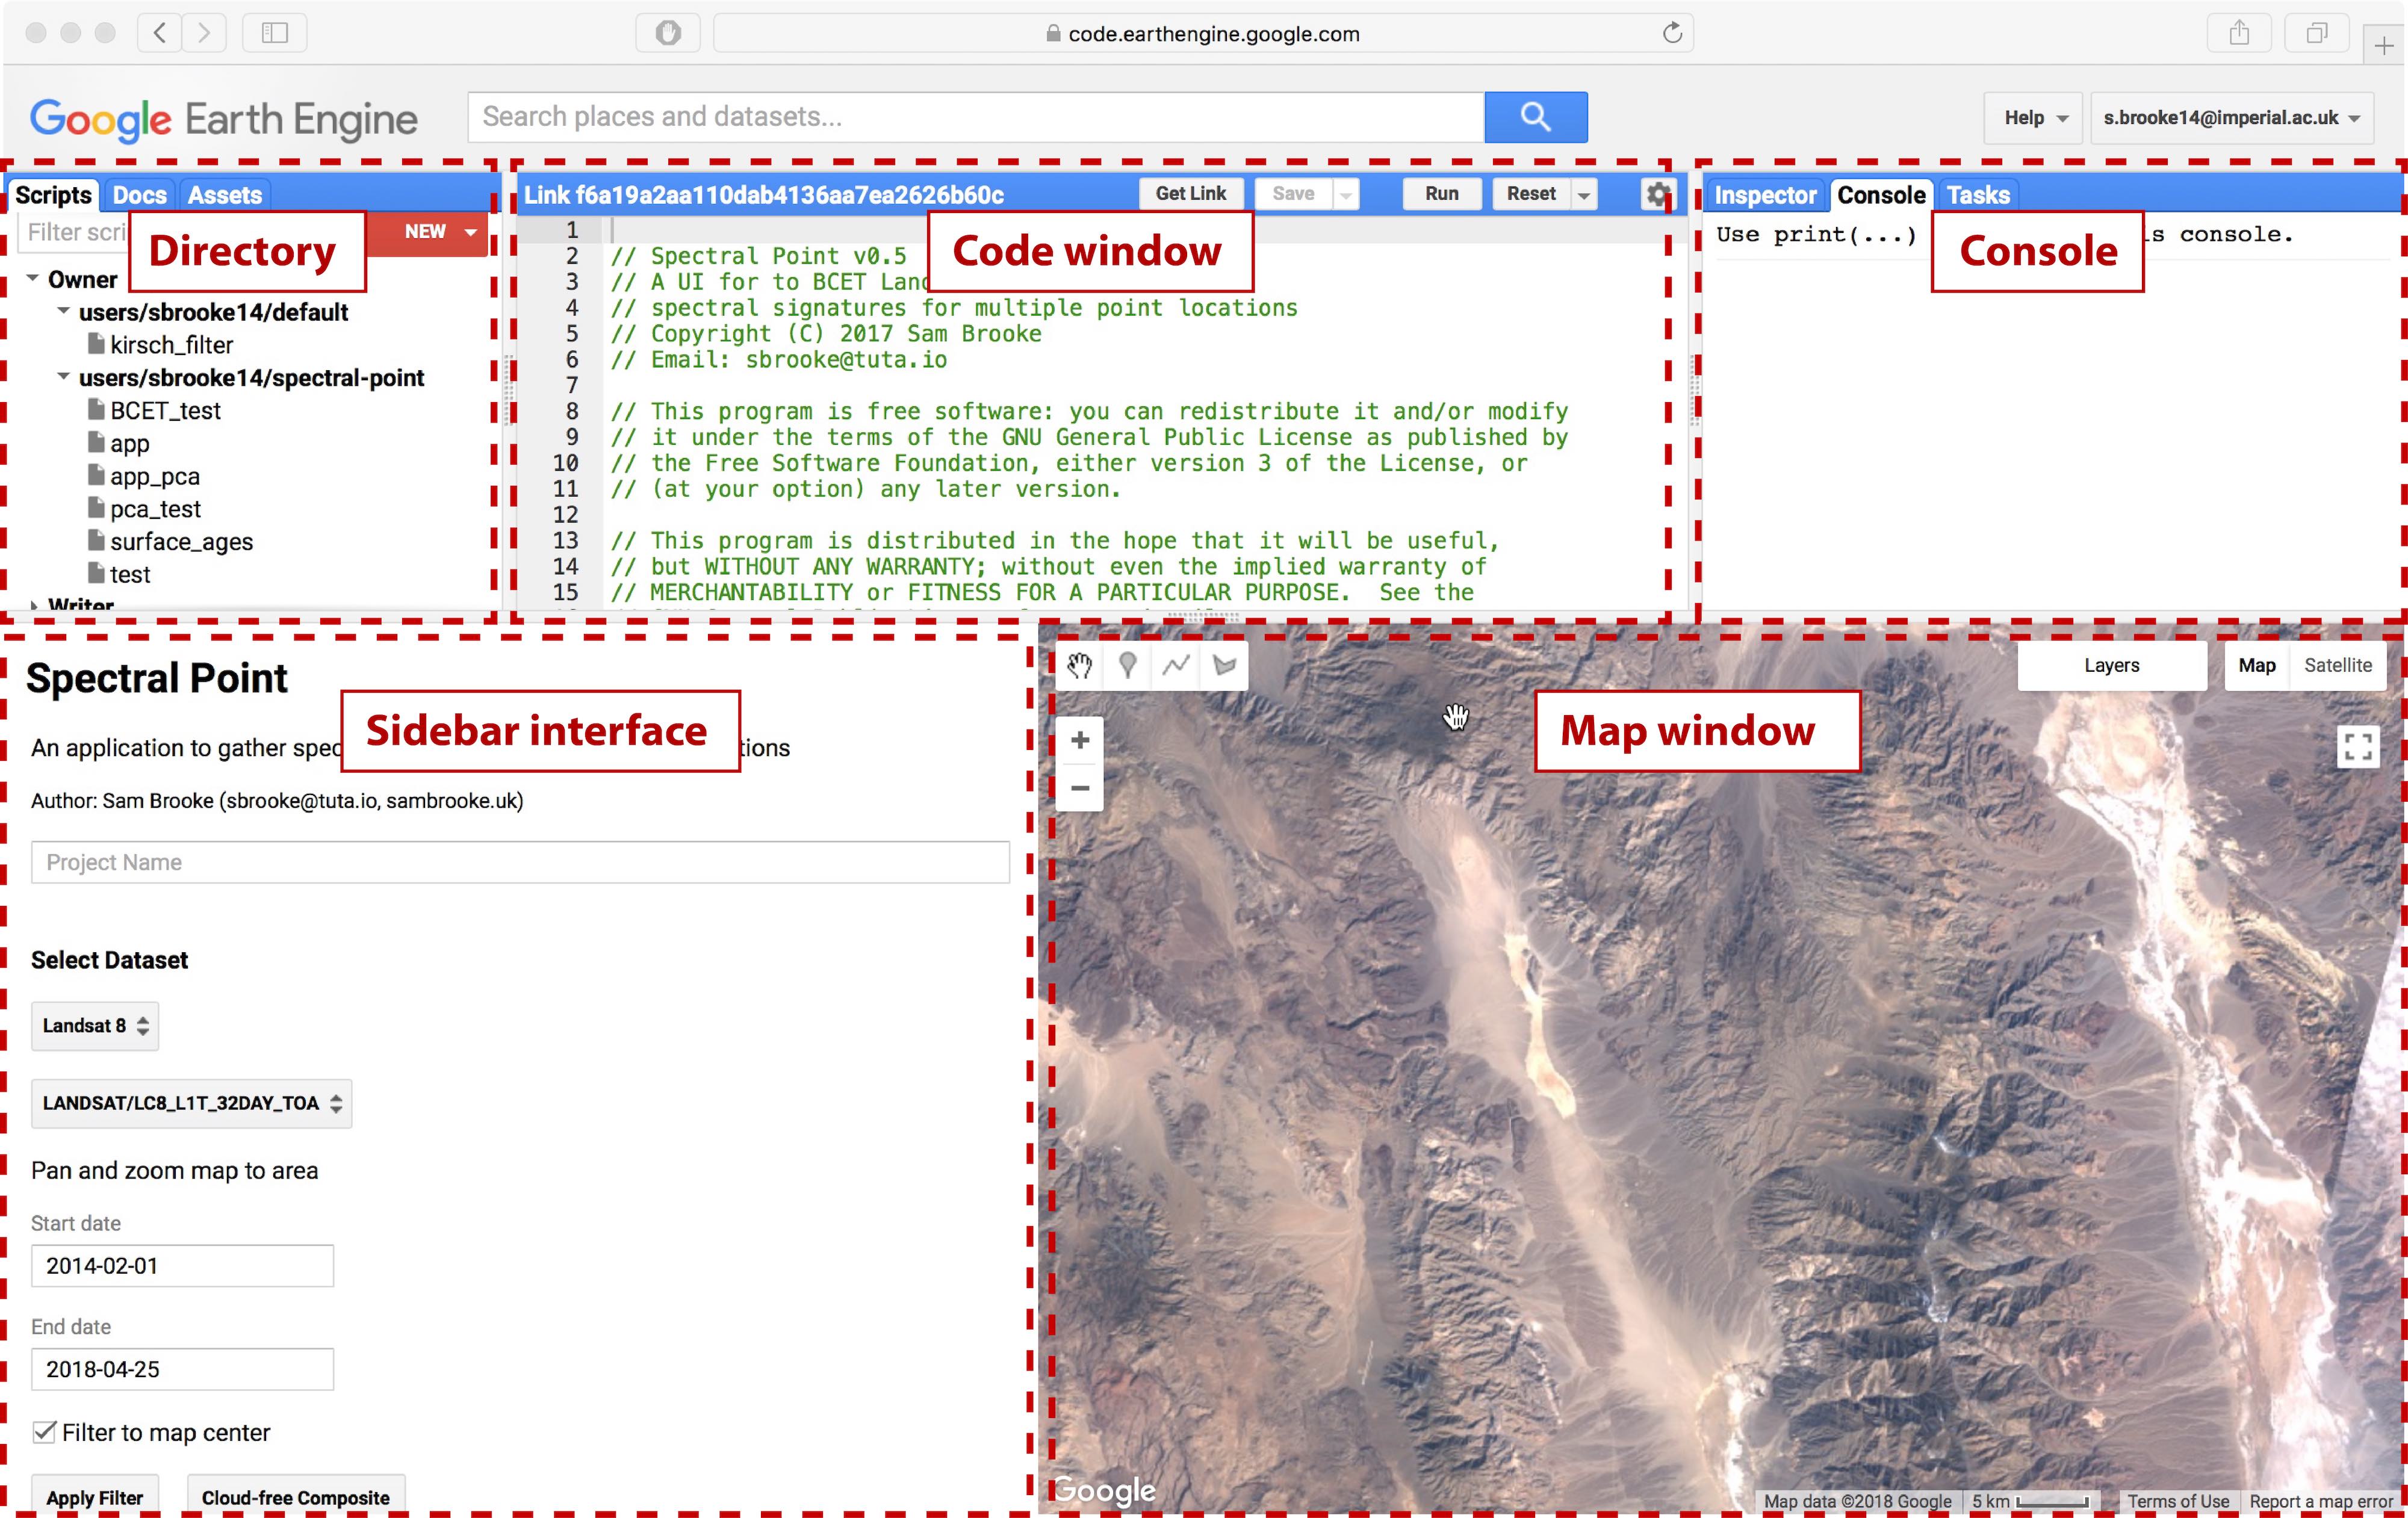 code.earthengine.google.com
Google Earth Engine
Search places and datasets...
Help
s.brooke14@imperial.ac.uk
Scripts Docs Assets
Filter scri
NEW
Directory
Owner
users/sbrooke14/default
kirsch_filter
users/sbrooke14/spectral-point
BCET_test
app
app_pca
pca_test
surface_ages
test
Writer
Link f6a19a2aa110dab4136aa7ea2626b60c
Get Link Save Run Reset
Code window
1
2 // Spectral Point v0.5
3 // A UI for to BCET Land
4 // spectral signatures for multiple point locations
5 // Copyright (C) 2017 Sam Brooke
6 // Email: sbrooke@tuta.io
7
8 // This program is free software: you can redistribute it and/or modify
9 // it under the terms of the GNU General Public License as published by
10 // the Free Software Foundation, either version 3 of the License, or
11 // (at your option) any later version.
12
13 // This program is distributed in the hope that it will be useful,
14 // but WITHOUT ANY WARRANTY; without even the implied warranty of
15 // MERCHANTABILITY or FITNESS FOR A PARTICULAR PURPOSE. See the
Inspector Console Tasks
Use print(...) s console.
Console
Spectral Point
Sidebar interface
An application to gather spec tions
Author: Sam Brooke (sbrooke@tuta.io, sambrooke.uk)
Project Name
Select Dataset
Landsat 8
LANDSAT/LC8_L1T_32DAY_TOA
Pan and zoom map to area
Start date
2014-02-01
End date
2018-04-25
Filter to map center
Apply Filter Cloud-free Composite
Layers
Map Satellite
Map window
Google
Map data ©2018 Google 5 km Terms of Use Report a map error